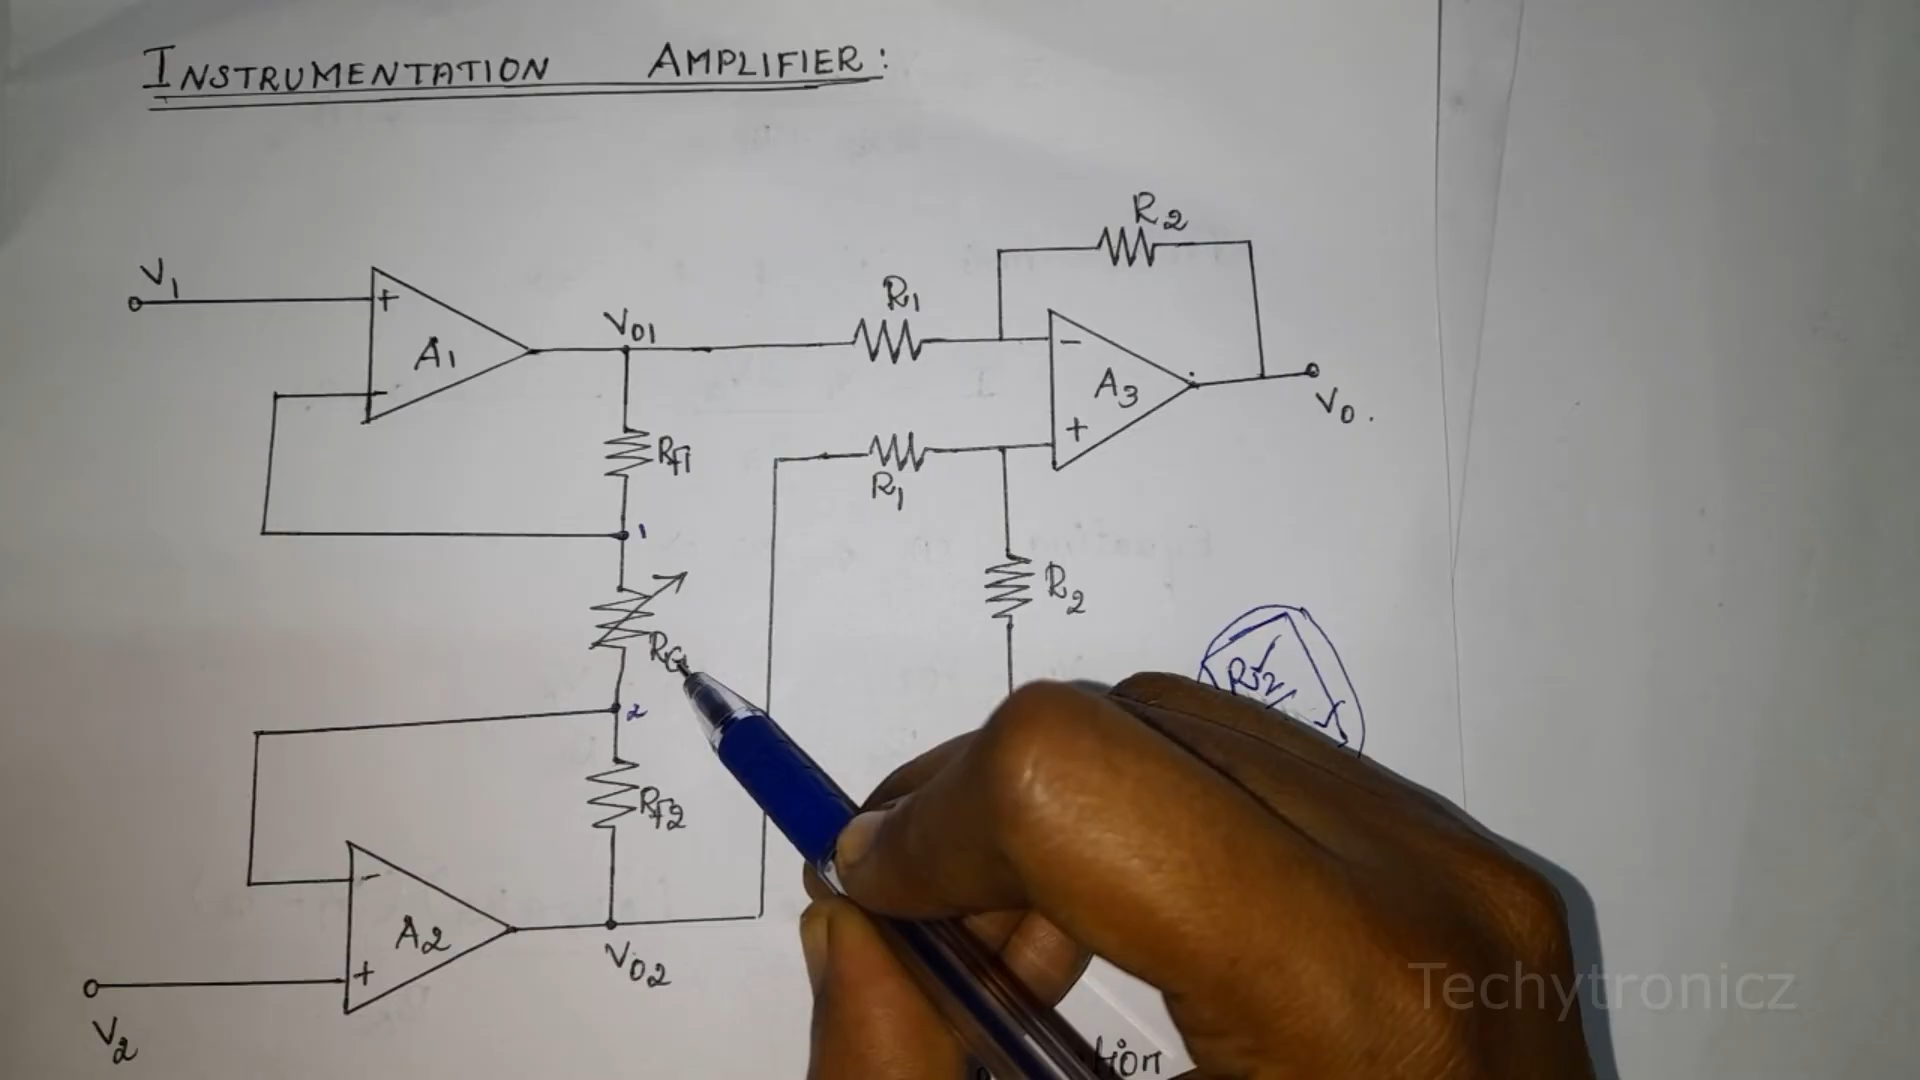 INSTRUMENTATION AMPLIFIER:
R2
V1
+
R1
V01
A1
-
A3
V0.
+
Rf1
R1
1
R2
RG
2
Rf2
-
A2
V02
+
V2
Techytronicz